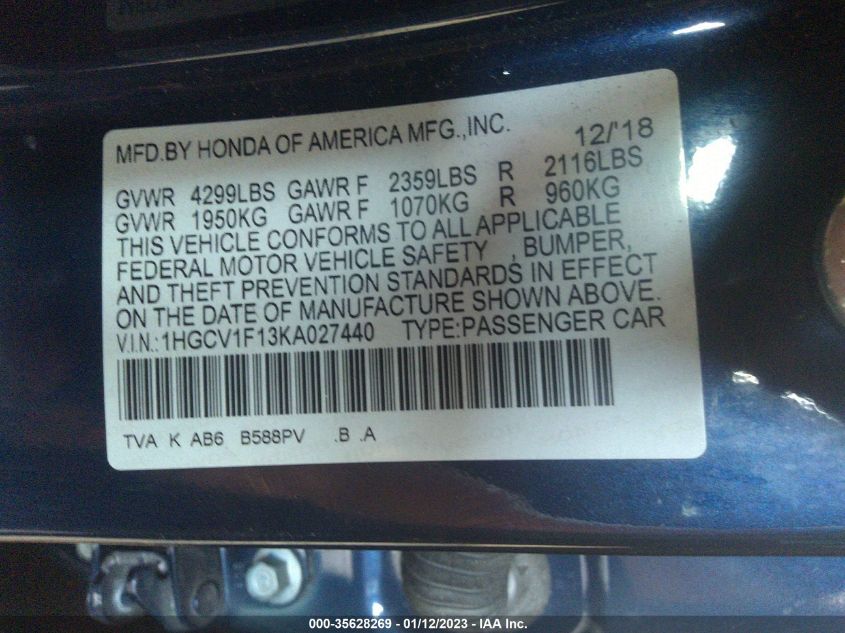 MFD.BY HONDA OF AMERICA MFG.,INC. 12/'18
GVWR 4299LBS GAWR F 2359LBS R 2116LBS
GVWR 1950KG GAWR F 1070KG R 960KG
THIS VEHICLE CONFORMS TO ALL APPLICABLE
FEDERAL MOTOR VEHICLE SAFETY , BUMPER,
AND THEFT PREVENTION STANDARDS IN EFFECT
ON THE DATE OF MANUFACTURE SHOWN ABOVE.
V.I.N.:1HGCV1F13KA027440 TYPE:PASSENGER CAR
TVA K AB6 B588PV .B .A
000-35628269 - 01/12/2023 - IAA Inc.